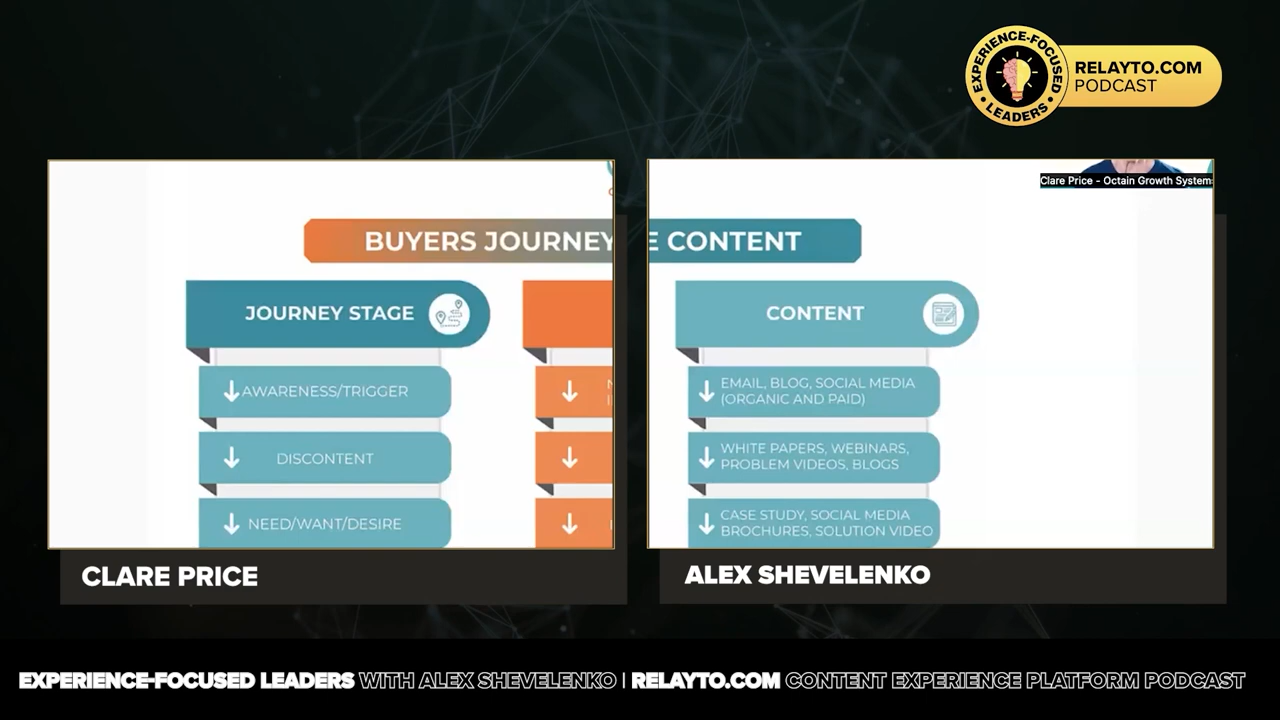 EXPERIENCE-FOCUSED
LEADERS
RELAYTO.COM
PODCAST
Clare Price - Octain Growth System
BUYERS JOURNEY
E CONTENT
JOURNEY STAGE
CONTENT
AWARENESS/TRIGGER
EMAIL, BLOG, SOCIAL MEDIA
(ORGANIC AND PAID)
DISCONTENT
WHITE PAPERS, WEBINARS,
PROBLEM VIDEOS, BLOGS
NEED/WANT/DESIRE
CASE STUDY, SOCIAL MEDIA
BROCHURES, SOLUTION VIDEO
CLARE PRICE
ALEX SHEVELENKO
EXPERIENCE-FOCUSED LEADERS WITH ALEX SHEVELENKO | RELAYTO.COM CONTENT EXPERIENCE PLATFORM PODCAST